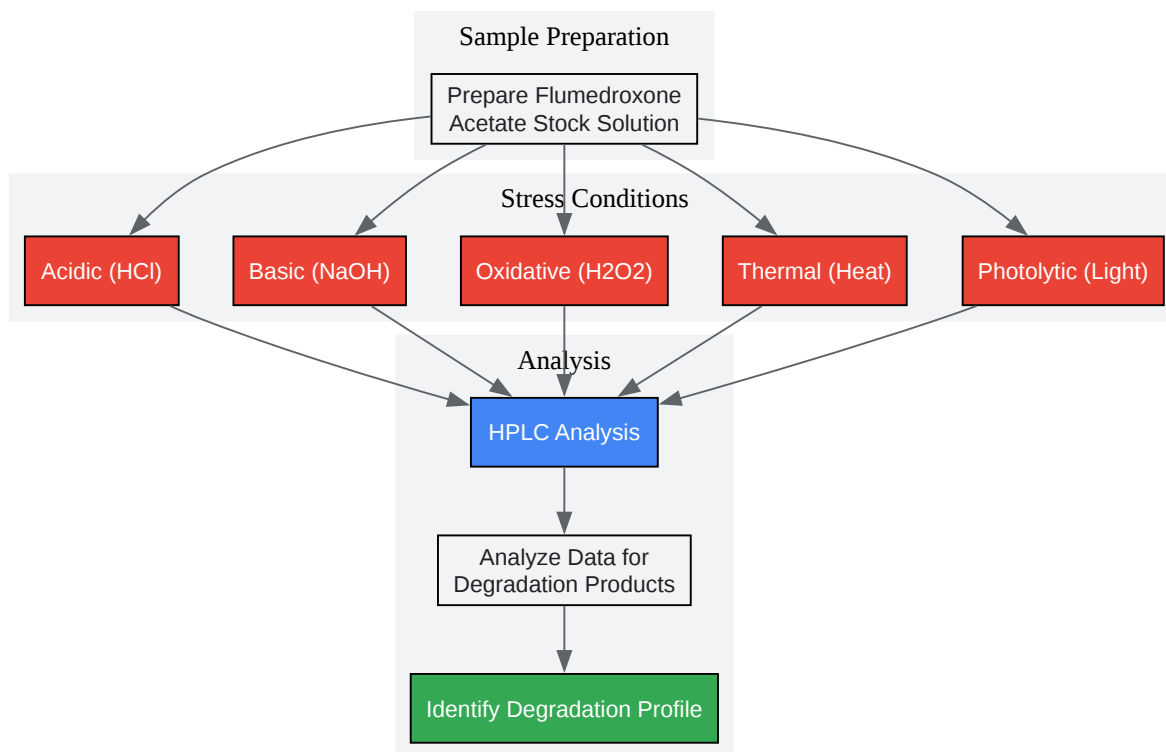 Sample Preparation
Prepare Flumedroxone
Acetate Stock Solution
Stress Conditions
Acidic (HCl)
Basic (NaOH)
Oxidative (H2O2)
Thermal (Heat)
Photolytic (Light)
Analysis
HPLC Analysis
Analyze Data for
Degradation Products
Identify Degradation Profile